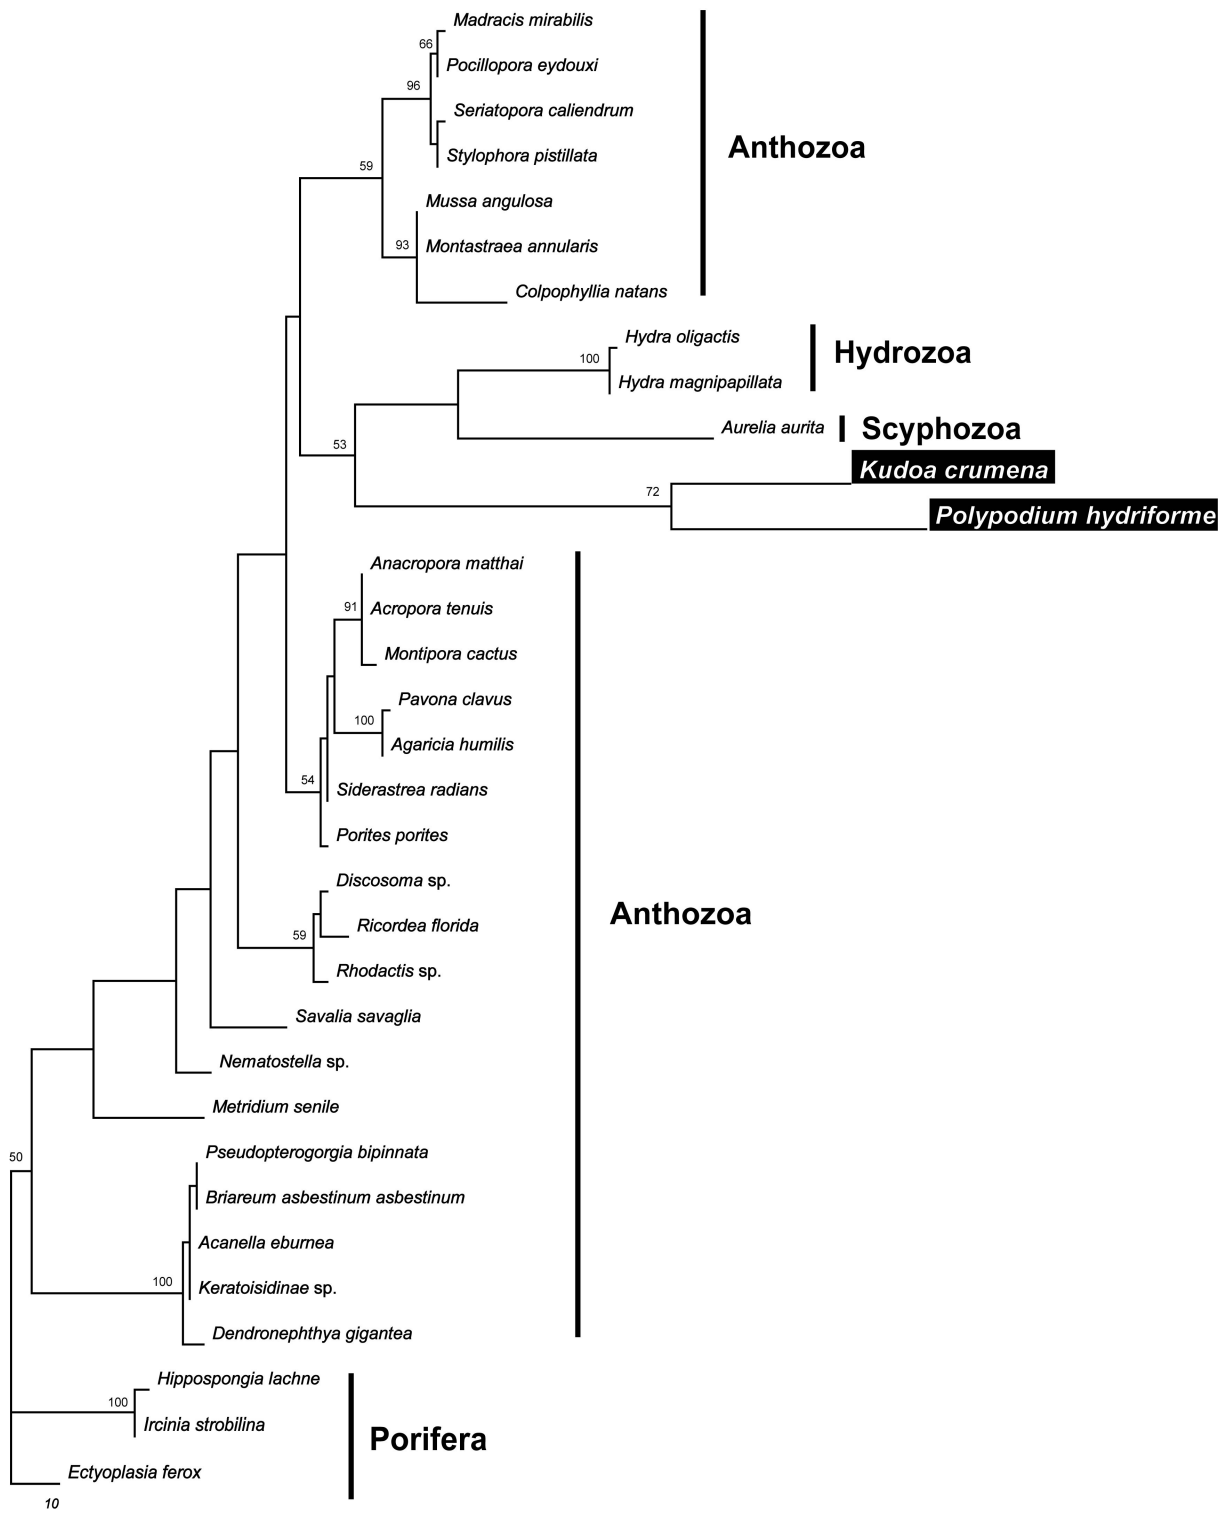 Madracis mirabilis
66
Pocillopora eydouxi
96
Seriatopora caliendrum
Anthozoa
Stylophora pistillata
59
Mussa angulosa
93
Montastraea annularis
Colpophyllia natans
Hydra oligactis
100
Hydrozoa
Hydra magnipapillata
Aurelia aurita
Scyphozoa
53
Kudoa crumena
72
Polypodium hydriforme
Anacropora matthai
91
Acropora tenuis
Montipora cactus
Pavona clavus
100
Agaricia humilis
54
Siderastrea radians
Porites porites
Discosoma sp.
Anthozoa
Ricordea florida
59
Rhodactis sp.
Savalia savaglia
Nematostella sp.
Metridium senile
50
Pseudopterogorgia bipinnata
Briareum asbestinum asbestinum
Acanella eburnea
100
Keratoisidinae sp.
Dendronephthya gigantea
Hippospongia lachne
100
Ircinia strobilina
Porifera
Ectyoplasia ferox
10